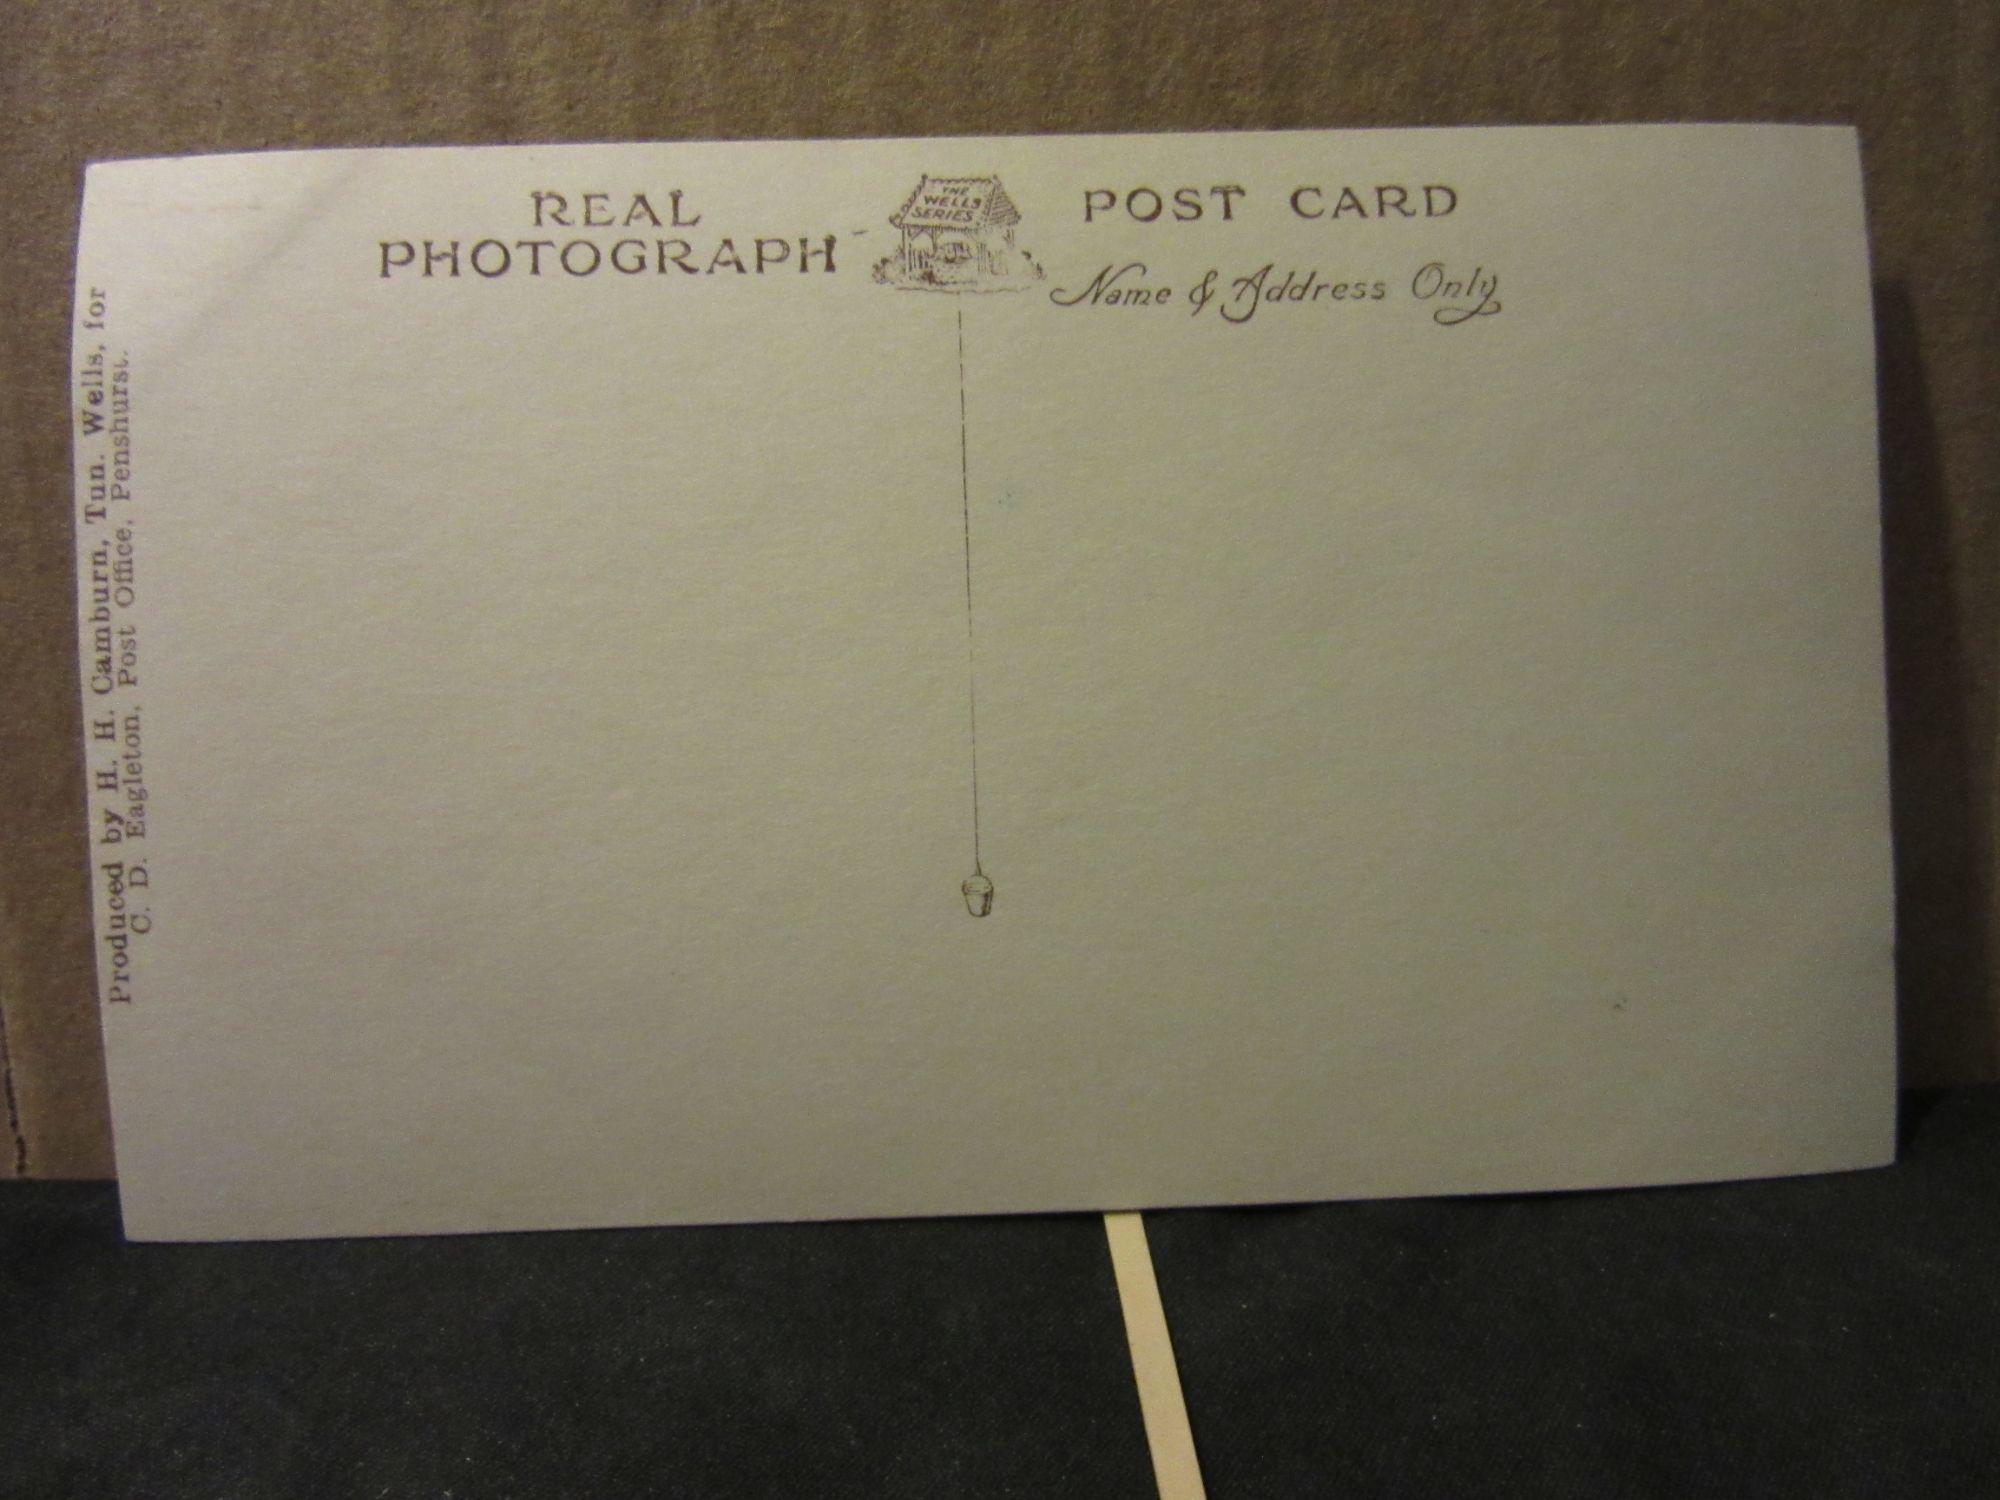 REAL
PHOTOGRAPH
THE
WELLS
SERIES
POST CARD
Name & Address Only
Produced by H. H. Camburn, Tun. Wells, for
C. D. Eagleton, Post Office, Penshurst.